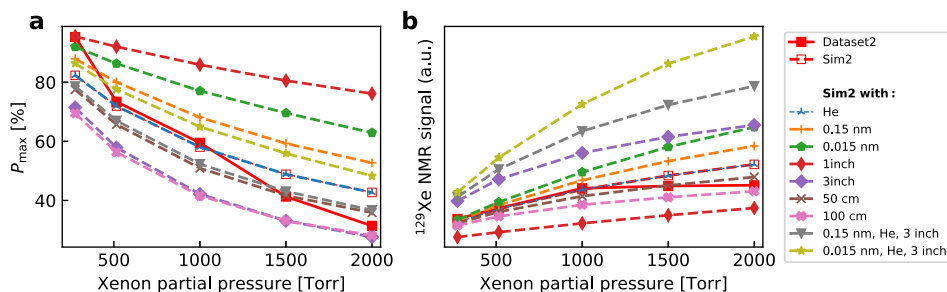 a
P_max [%]
80
60
40
500 1000 1500 2000
Xenon partial pressure [Torr]
b
¹²⁹Xe NMR signal (a.u.)
500 1000 1500 2000
Xenon partial pressure [Torr]
Dataset2
Sim2
Sim2 with :
He
0.15 nm
0.015 nm
1inch
3inch
50 cm
100 cm
0.15 nm, He, 3 inch
0.015 nm, He, 3 inch